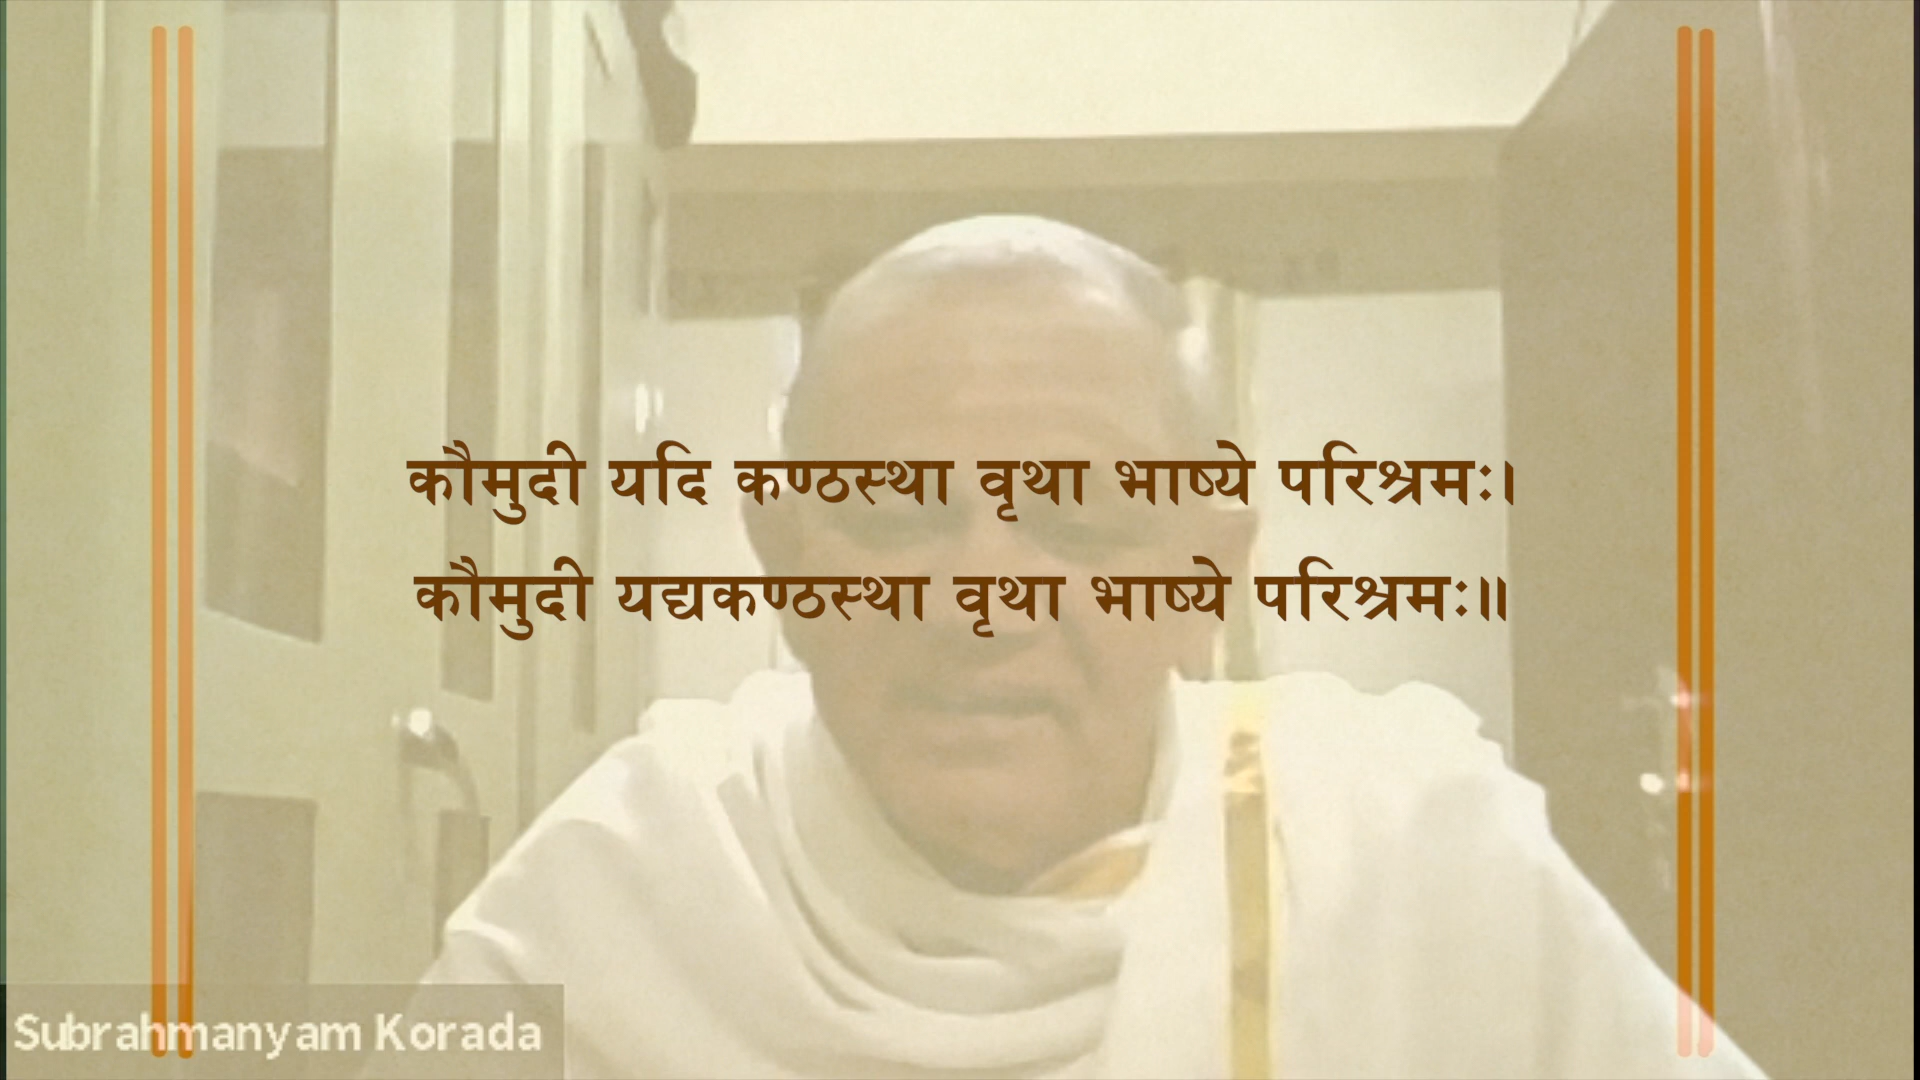 कौमुदी यदि कण्ठस्था वृथा भाष्ये परिश्रमः।
कौमुदी यद्यकण्ठस्था वृथा भाष्ये परिश्रमः॥
Subrahmanyam Korada